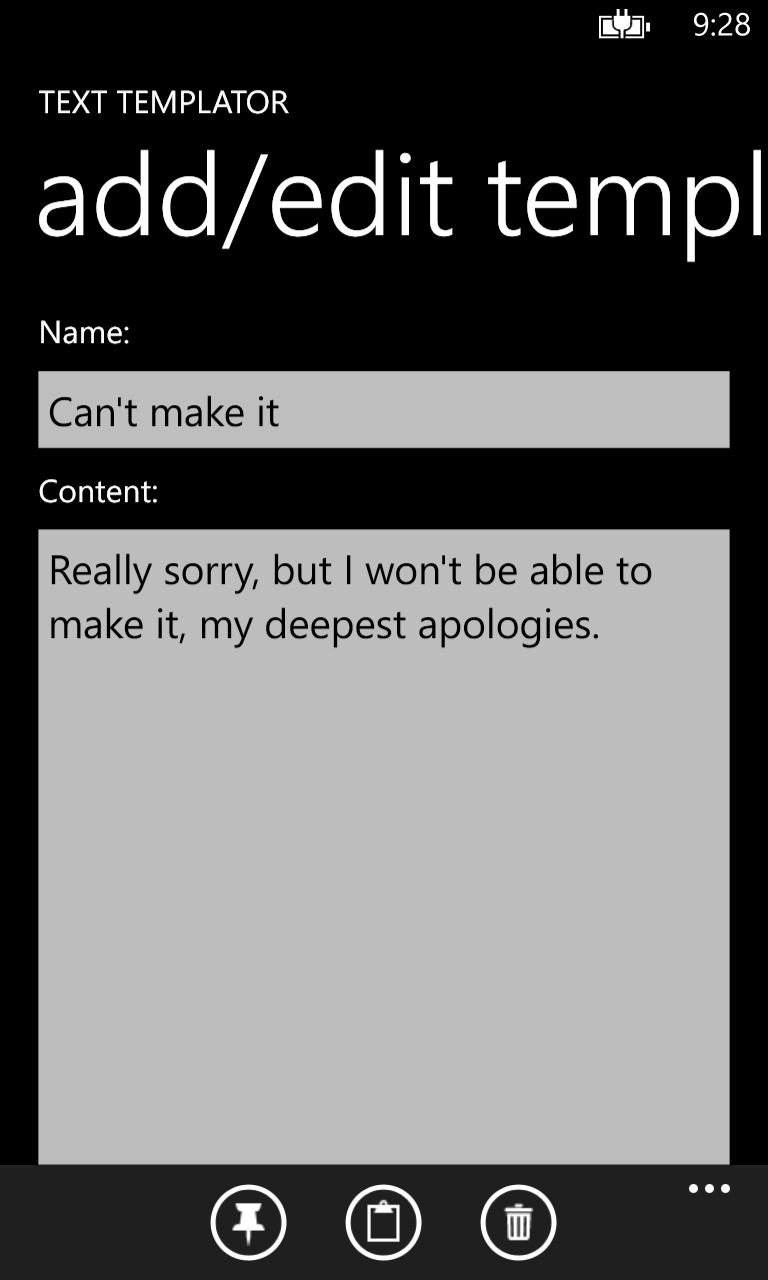 9:28
TEXT TEMPLATOR
add/edit templ
Name:
Can't make it
Content:
Really sorry, but I won't be able to
make it, my deepest apologies.